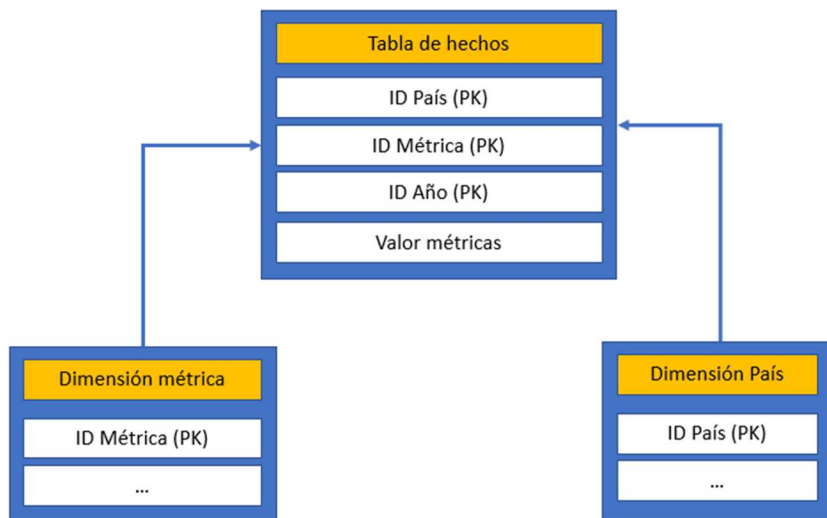 Tabla de hechos
ID País (PK)
ID Métrica (PK)
ID Año (PK)
Valor métricas
Dimensión métrica
ID Métrica (PK)
...
Dimensión País
ID País (PK)
...